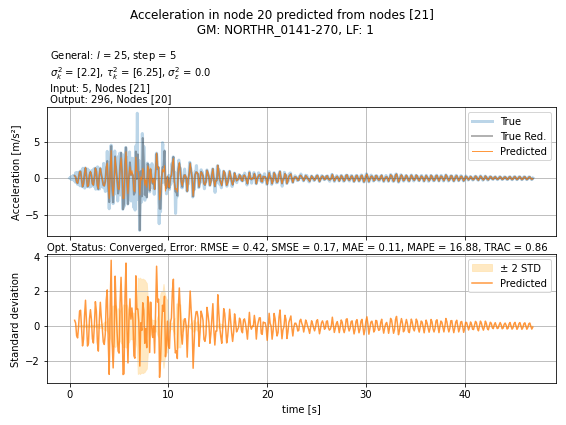 Acceleration in node 20 predicted from nodes [21]
GM: NORTHR_0141-270, LF: 1
General: l = 25, step = 5
σ_k^2 = [2.2], τ_k^2 = [6.25], σ_ε^2 = 0.0
Input: 5, Nodes [21]
Output: 296, Nodes [20]
Acceleration [m/s²]
5
0
−5
True
True Red.
Predicted
Opt. Status: Converged, Error: RMSE = 0.42, SMSE = 0.17, MAE = 0.11, MAPE = 16.88, TRAC = 0.86
Standard deviation
4
2
0
−2
± 2 STD
Predicted
0 10 20 30 40
time [s]